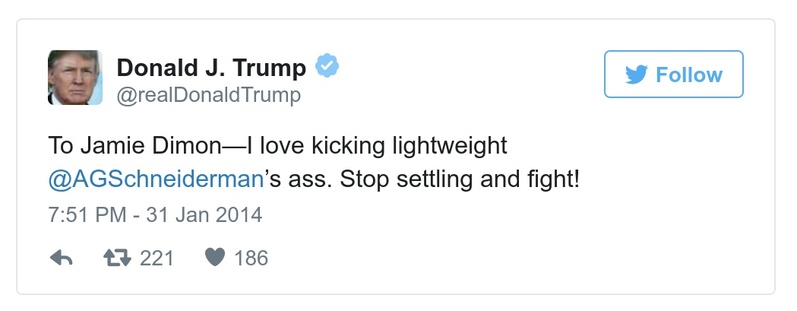 Donald J. Trump
@realDonaldTrump
Follow
To Jamie Dimon—I love kicking lightweight
@AGSchneiderman’s ass. Stop settling and fight!
7:51 PM - 31 Jan 2014
221 186